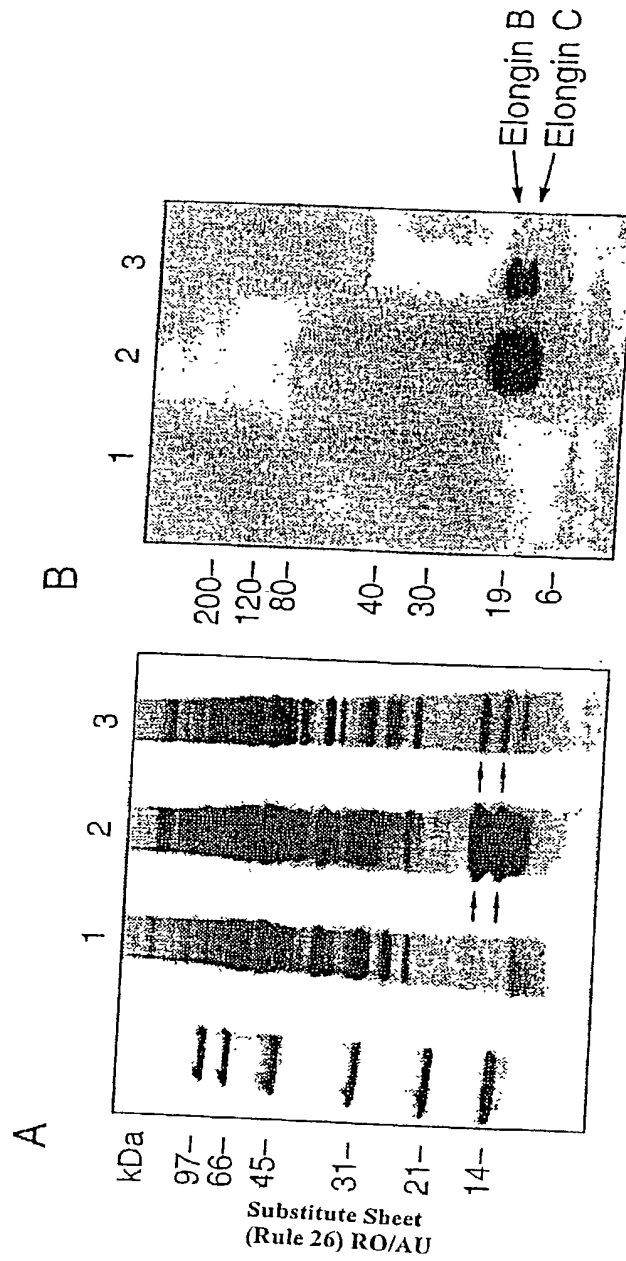 A
kDa
97–
66–
45–
31–
21–
14–
1 2 3
B
200–
120–
80–
40–
30–
19–
6–
1 2 3
Elongin B
Elongin C
Substitute Sheet
(Rule 26) RO/AU